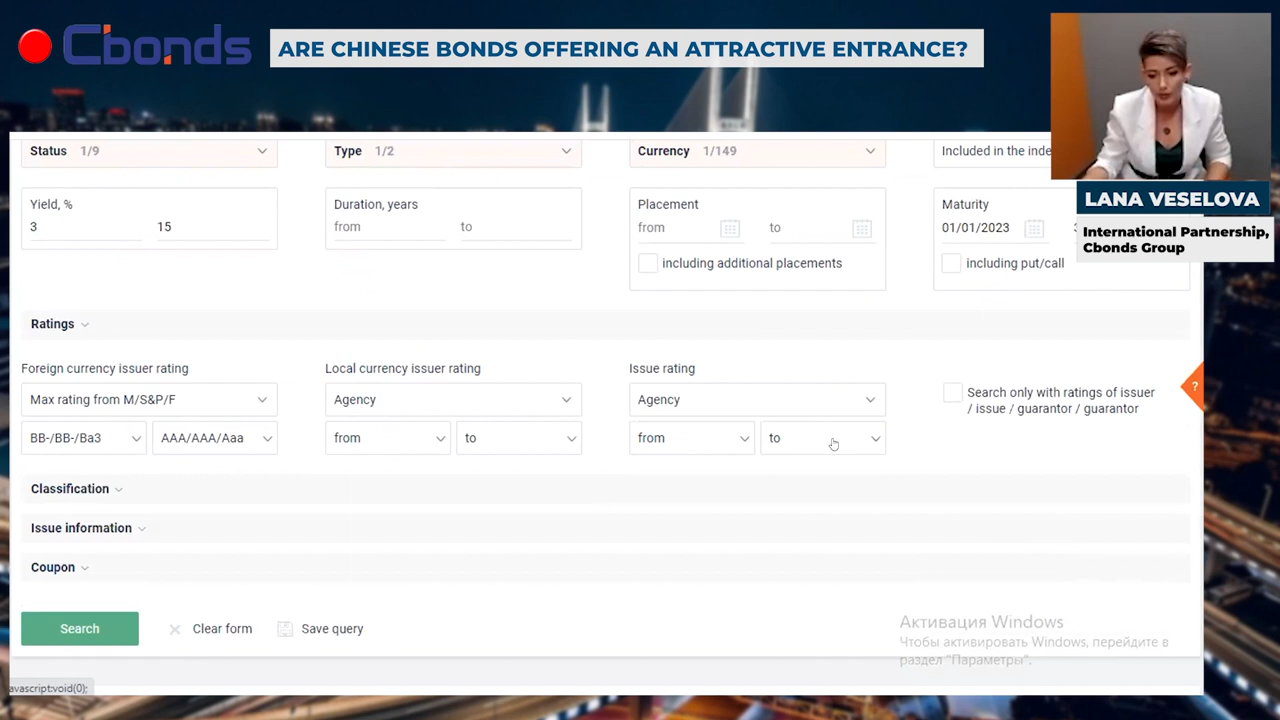 Cbonds
ARE CHINESE BONDS OFFERING AN ATTRACTIVE ENTRANCE?
Status 1/9
Type 1/2
Currency 1/149
Included in the inde
Yield, %
3 15
Duration, years
from to
Placement
from to
including additional placements
Maturity
01/01/2023
including put/call
LANA VESELOVA
International Partnership,
Cbonds Group
Ratings
Foreign currency issuer rating
Max rating from M/S&P/F
BB-/BB-/Ba3 AAA/AAA/Aaa
Local currency issuer rating
Agency
from to
Issue rating
Agency
from to
Search only with ratings of issuer
/ issue / guarantor / guarantor
?
Classification
Issue information
Coupon
Search Clear form Save query
Активация Windows
Чтобы активировать Windows, перейдите в
раздел "Параметры".
avascript:void(0);